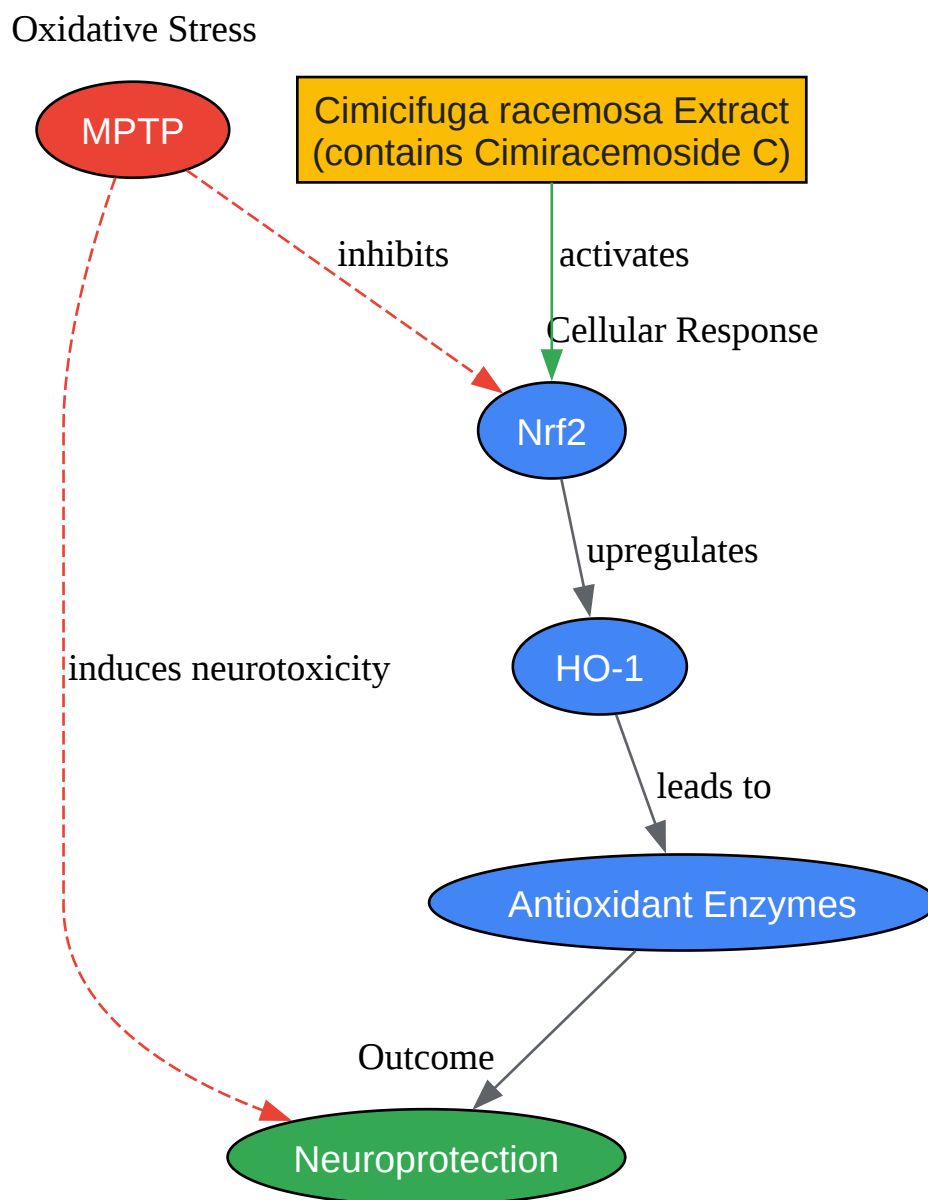 Oxidative Stress
MPTP
Cimicifuga racemosa Extract
(contains Cimiracemoside C)
inhibits
activates
Cellular Response
Nrf2
upregulates
HO-1
induces neurotoxicity
leads to
Antioxidant Enzymes
Outcome
Neuroprotection